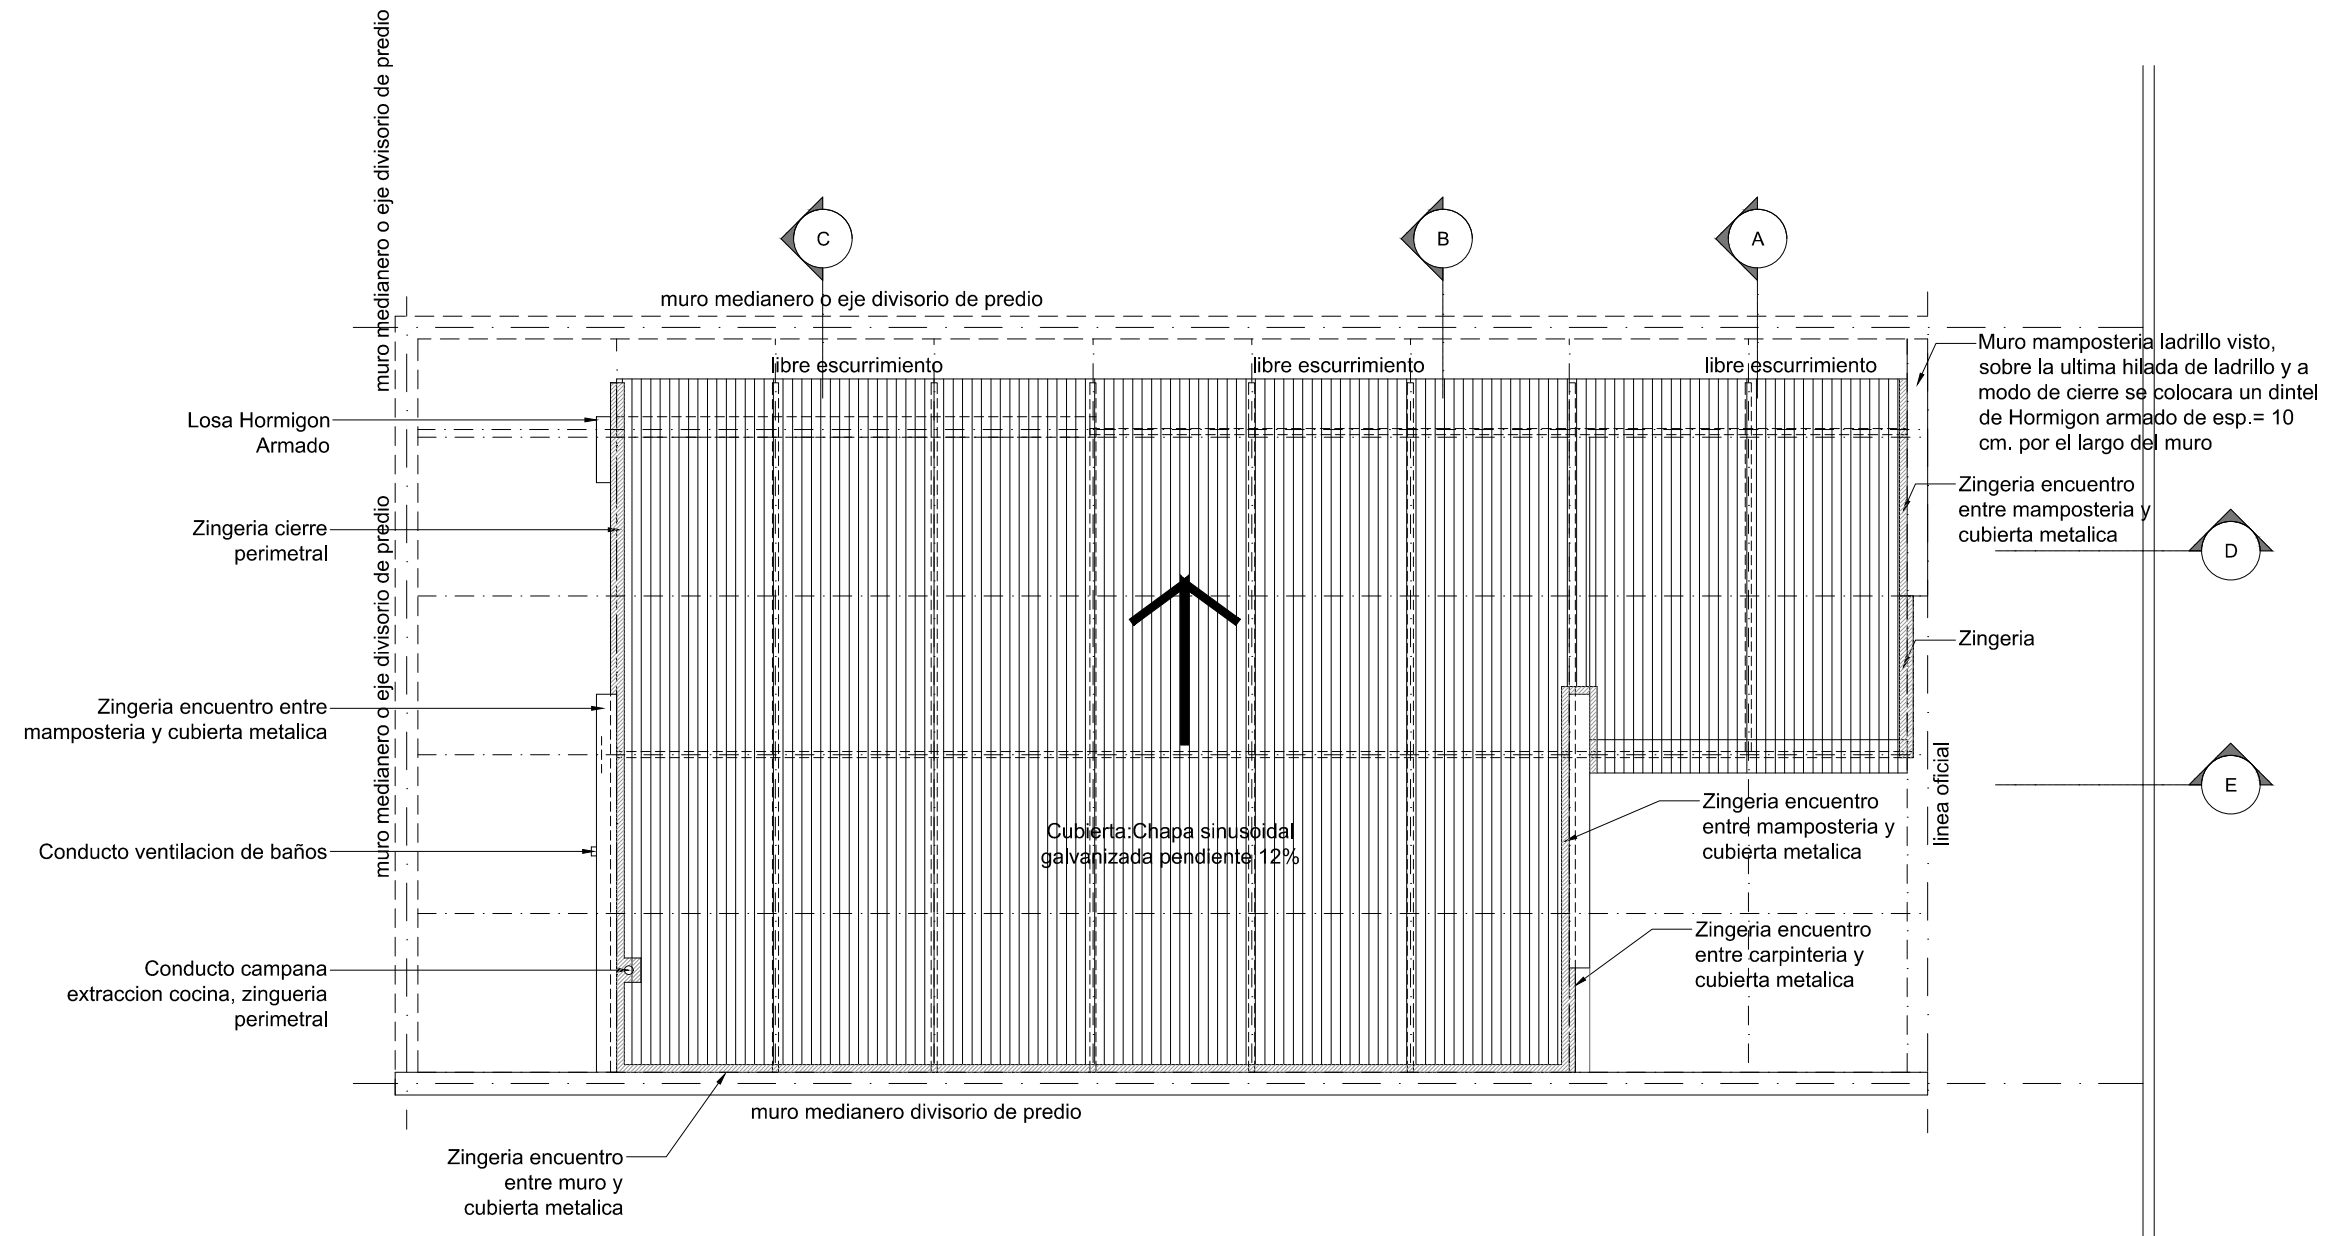 muro medianero o eje divisorio de predio
C
B
A
muro medianero o eje divisorio de predio
libre escurrimiento
libre escurrimiento
libre escurrimiento
Muro mamposteria ladrillo visto,
sobre la ultima hilada de ladrillo y a
modo de cierre se colocara un dintel
de Hormigon armado de esp.= 10
cm. por el largo del muro
Losa Hormigon
Armado
Zingeria encuentro
entre mamposteria y
cubierta metalica
Zingeria cierre
perimetral
D
muro medianero o eje divisorio de predio
Zingeria
Zingeria encuentro entre
mamposteria y cubierta metalica
linea oficial
E
Zingeria encuentro
entre mamposteria y
cubierta metalica
Cubierta:Chapa sinusoidal
galvanizada pendiente 12%
Conducto ventilacion de baños
Zingeria encuentro
entre carpinteria y
cubierta metalica
Conducto campana
extraccion cocina, zingueria
perimetral
muro medianero divisorio de predio
Zingeria encuentro
entre muro y
cubierta metalica